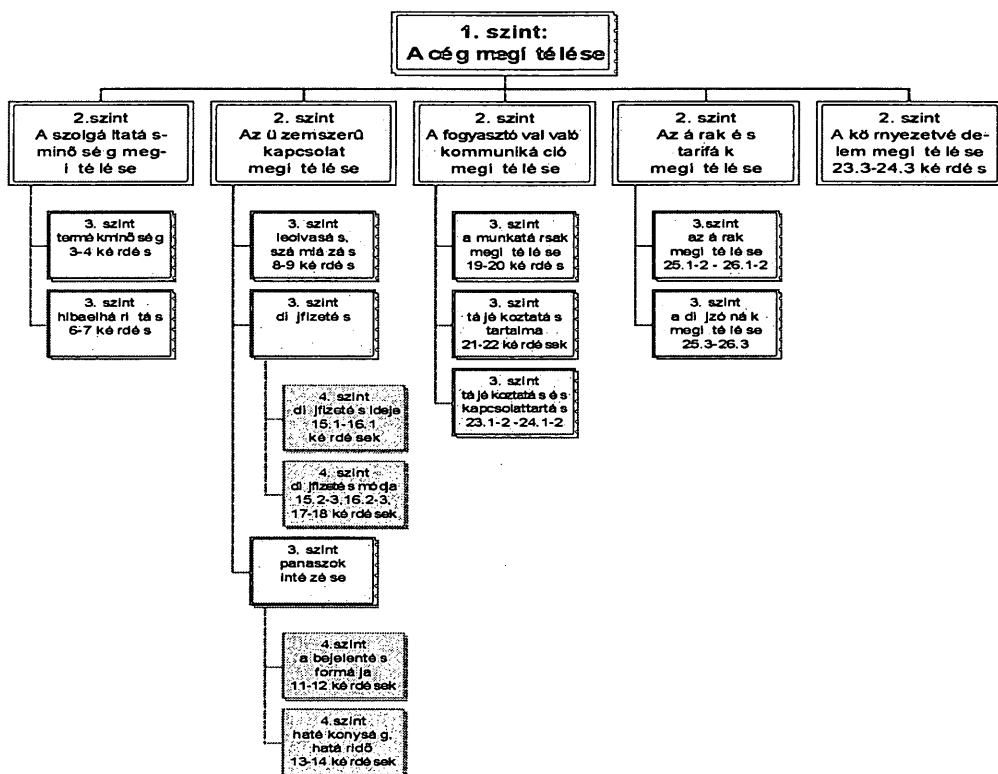 1. szint:
A cég megítélése
2.szint
A szolgáltatás-
minőség meg-
ítélése
2. szint
Az üzemszerű
kapcsolat
megítélése
2. szint
A fogyasztóval való
kommunikáció
megítélése
2. szint
Az árak és
tarifák
megítélése
2. szint
A környezetvéde-
lem megítélése
23.3-24.3 kérdés
3. szint
termékminőség
3-4 kérdés
3. szint
hibaelhárítás
6-7 kérdés
3. szint
leolvasás,
számlázás
8-9 kérdés
3. szint
díjfizetés
4. szint
díjfizetés ideje
15.1-16.1
kérdések
4. szint
díjfizetés módja
15.2-3,16.2-3,
17-18 kérdések
3. szint
panaszok
intézése
4.szint
a bejelentés
formája
11-12 kérdések
4.szint
hatékonyság,
határidő
13-14 kérdések
3. szint
a munkatársak
megítélése
19-20 kérdés
3. szint
tájékoztatás
tartalma
21-22 kérdések
3. szint
tájékoztatás és
kapcsolattartás
23.1-2 -24.1-2
3.szint
az árak
megítélése
25.1-2 - 26.1-2
3. szint
a díjzónák
megítélése
25.3-26.3